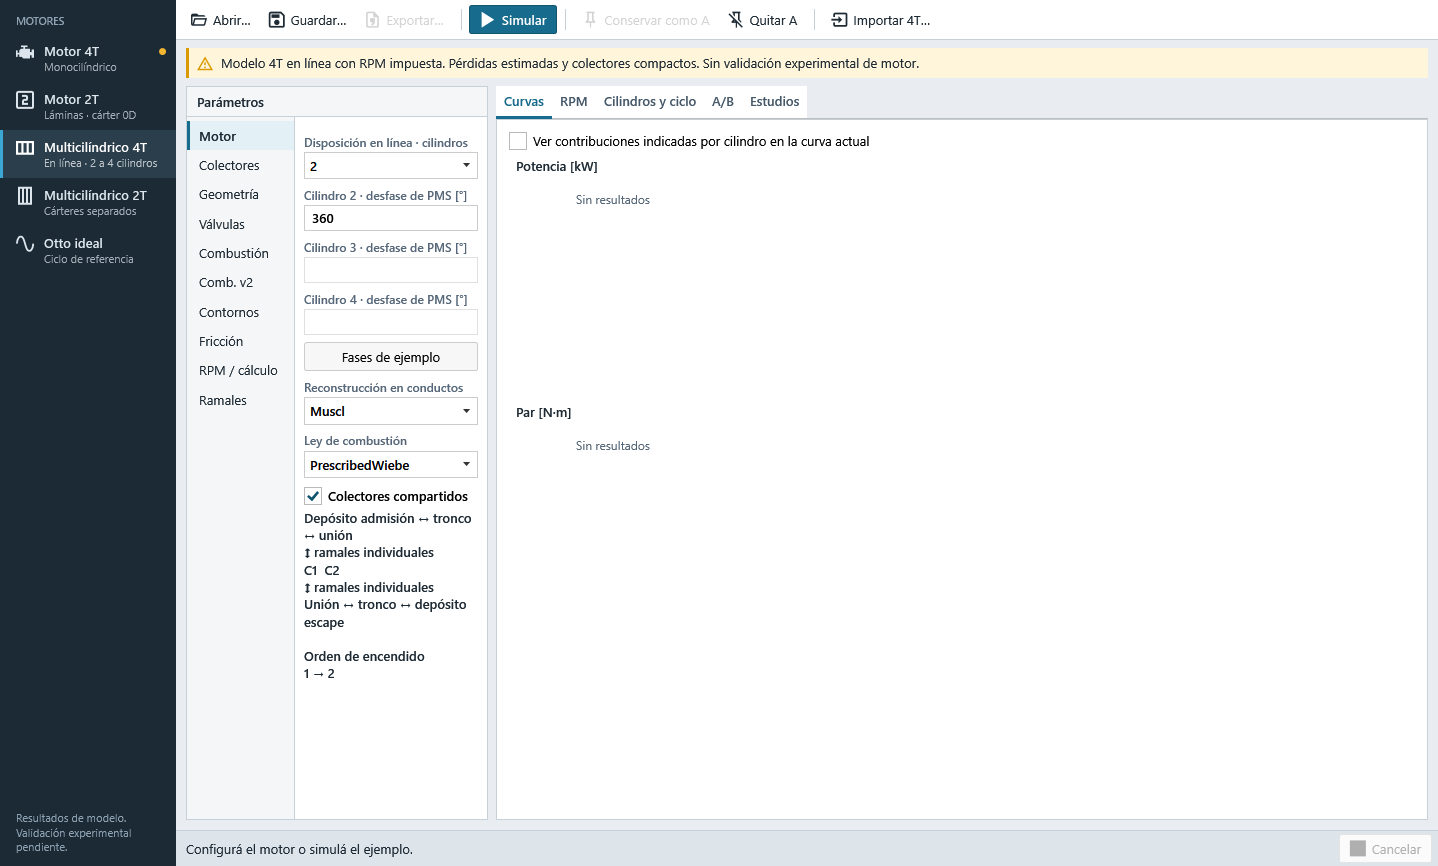 MOTORES
Motor 4T
Monocilíndrico
Motor 2T
Láminas · cárter 0D
Multicilíndrico 4T
En línea · 2 a 4 cilindros
Multicilíndrico 2T
Cárteres separados
Otto ideal
Ciclo de referencia
Resultados de modelo.
Validación experimental
pendiente.
Abrir... Guardar... Exportar... Simular Conservar como A Quitar A Importar 4T...
Modelo 4T en línea con RPM impuesta. Pérdidas estimadas y colectores compactos. Sin validación experimental de motor.
Parámetros
Motor
Colectores
Geometría
Válvulas
Combustión
Comb. v2
Contornos
Fricción
RPM / cálculo
Ramales
Disposición en línea · cilindros
2
Cilindro 2 · desfase de PMS [°]
360
Cilindro 3 · desfase de PMS [°]
Cilindro 4 · desfase de PMS [°]
Fases de ejemplo
Reconstrucción en conductos
Muscl
Ley de combustión
PrescribedWiebe
Colectores compartidos
Depósito admisión ↔ tronco
↔ unión
↕ ramales individuales
C1 C2
↕ ramales individuales
Unión ↔ tronco ↔ depósito
escape
Orden de encendido
1 → 2
Curvas RPM Cilindros y ciclo A/B Estudios
Ver contribuciones indicadas por cilindro en la curva actual
Potencia [kW]
Sin resultados
Par [N·m]
Sin resultados
Configurá el motor o simulá el ejemplo.
Cancelar